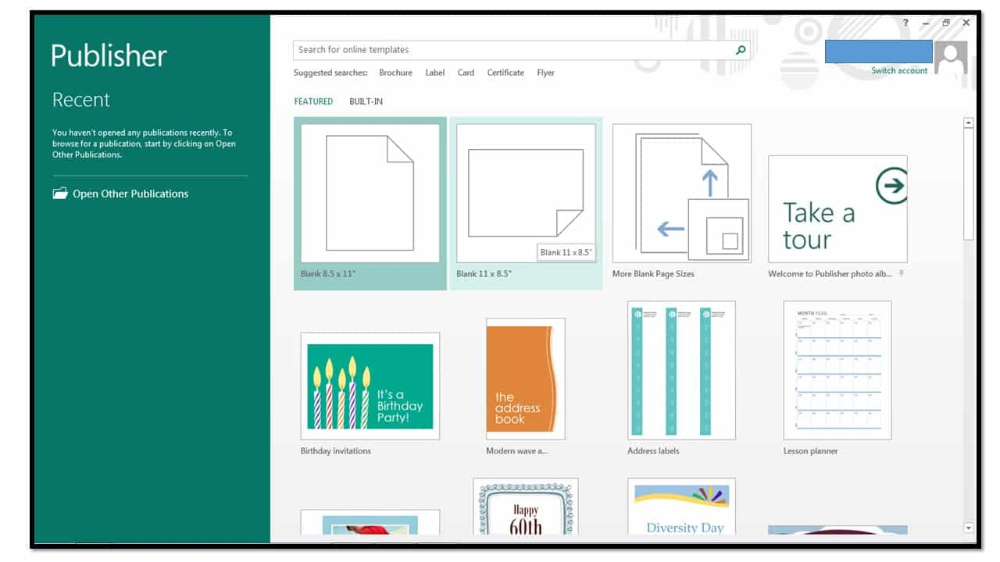 ?
Publisher
Search for online templates
Switch account
Suggested searches: Brochure Label Card Certificate Flyer
Recent
FEATURED BUILT-IN
You haven't opened any publications recently. To
browse for a publication, start by clicking on Open
Other Publications.
Open Other Publications
Take a
tour
Blank 11 x 8.5"
Blank 8.5 x 11"
Blank 11 x 8.5"
More Blank Page Sizes
Welcome to Publisher photo alb...
It's a
Birthday
Party!
the
address
book
MONTH YEAR
Birthday invitations
Modern wave a...
Address labels
Lesson planner
Happy
60th
Diversity Day